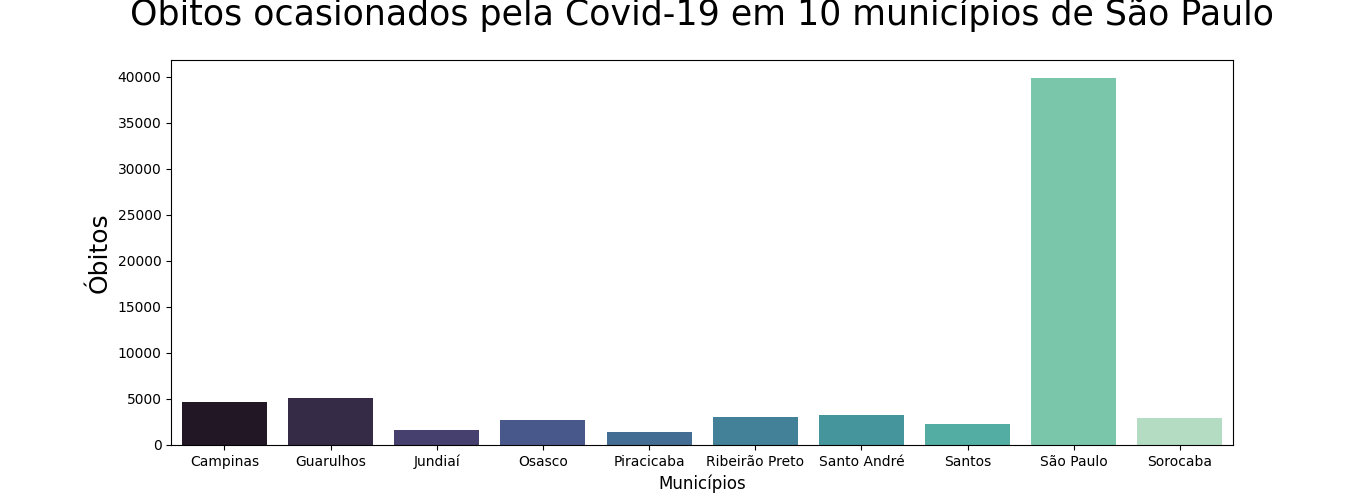 Óbitos ocasionados pela Covid-19 em 10 municípios de São Paulo
Óbitos
40000
35000
30000
25000
20000
15000
10000
5000
0
Campinas Guarulhos Jundiaí Osasco Piracicaba Ribeirão Preto Santo André Santos São Paulo Sorocaba
Municípios